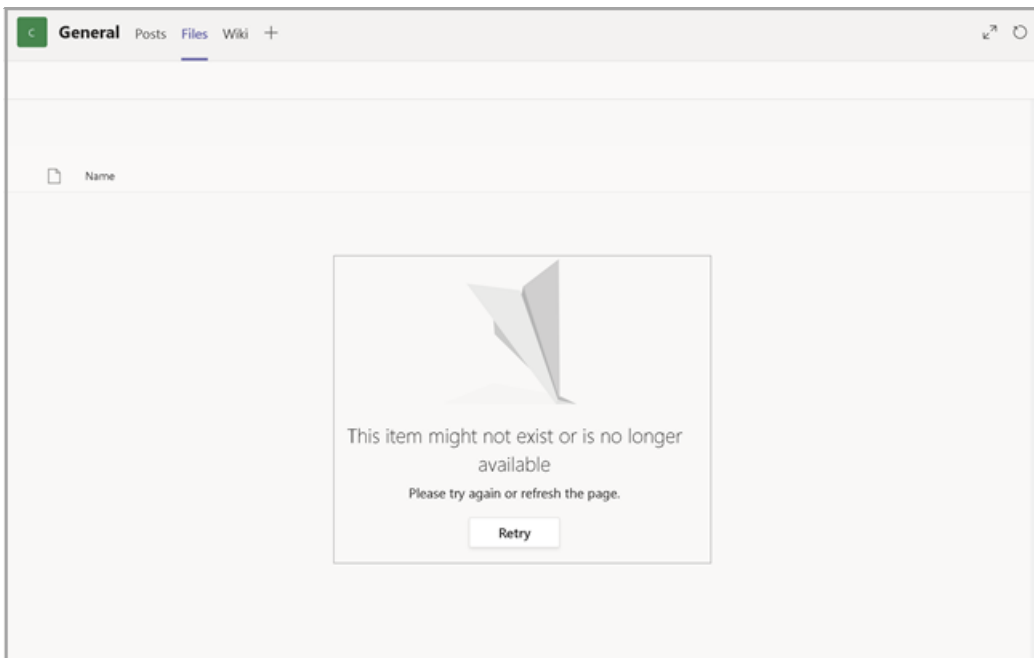 C General Posts Files Wiki +
Name
This item might not exist or is no longer
available
Please try again or refresh the page.
Retry